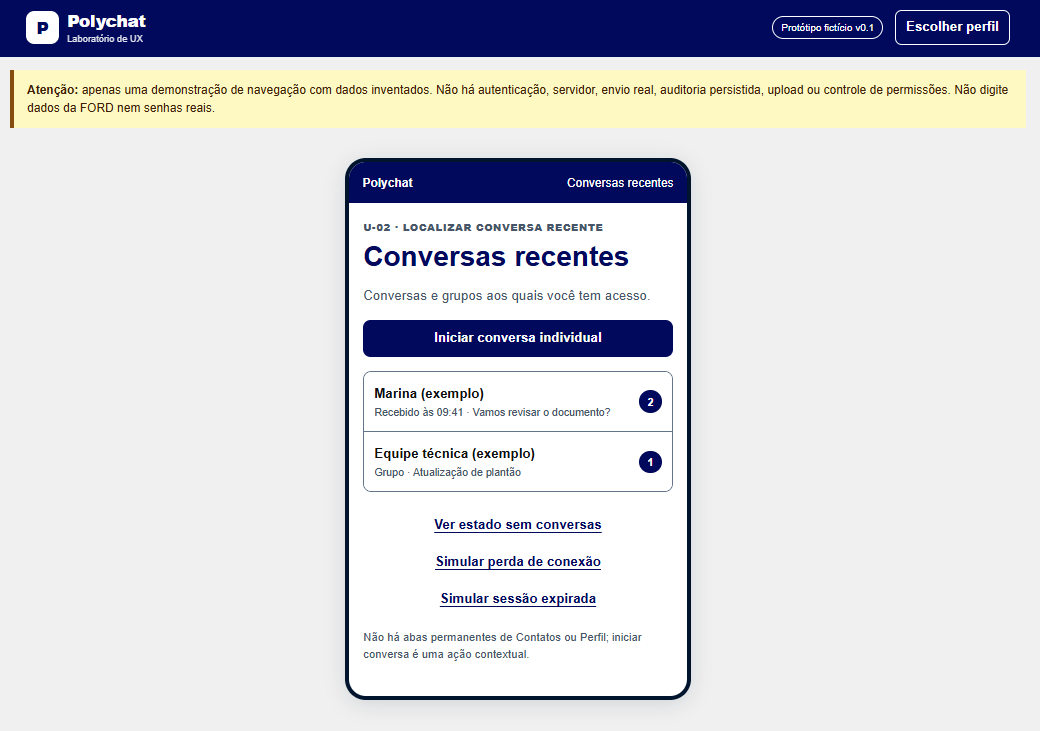 P
Polychat
Laboratório de UX
Protótipo fictício v0.1
Escolher perfil
Atenção: apenas uma demonstração de navegação com dados inventados. Não há autenticação, servidor, envio real, auditoria persistida, upload ou controle de permissões. Não digite
dados da FORD nem senhas reais.
Polychat
Conversas recentes
U-02 · LOCALIZAR CONVERSA RECENTE
Conversas recentes
Conversas e grupos aos quais você tem acesso.
Iniciar conversa individual
Marina (exemplo)
Recebido às 09:41 · Vamos revisar o documento?
2
Equipe técnica (exemplo)
Grupo · Atualização de plantão
1
Ver estado sem conversas
Simular perda de conexão
Simular sessão expirada
Não há abas permanentes de Contatos ou Perfil; iniciar
conversa é uma ação contextual.